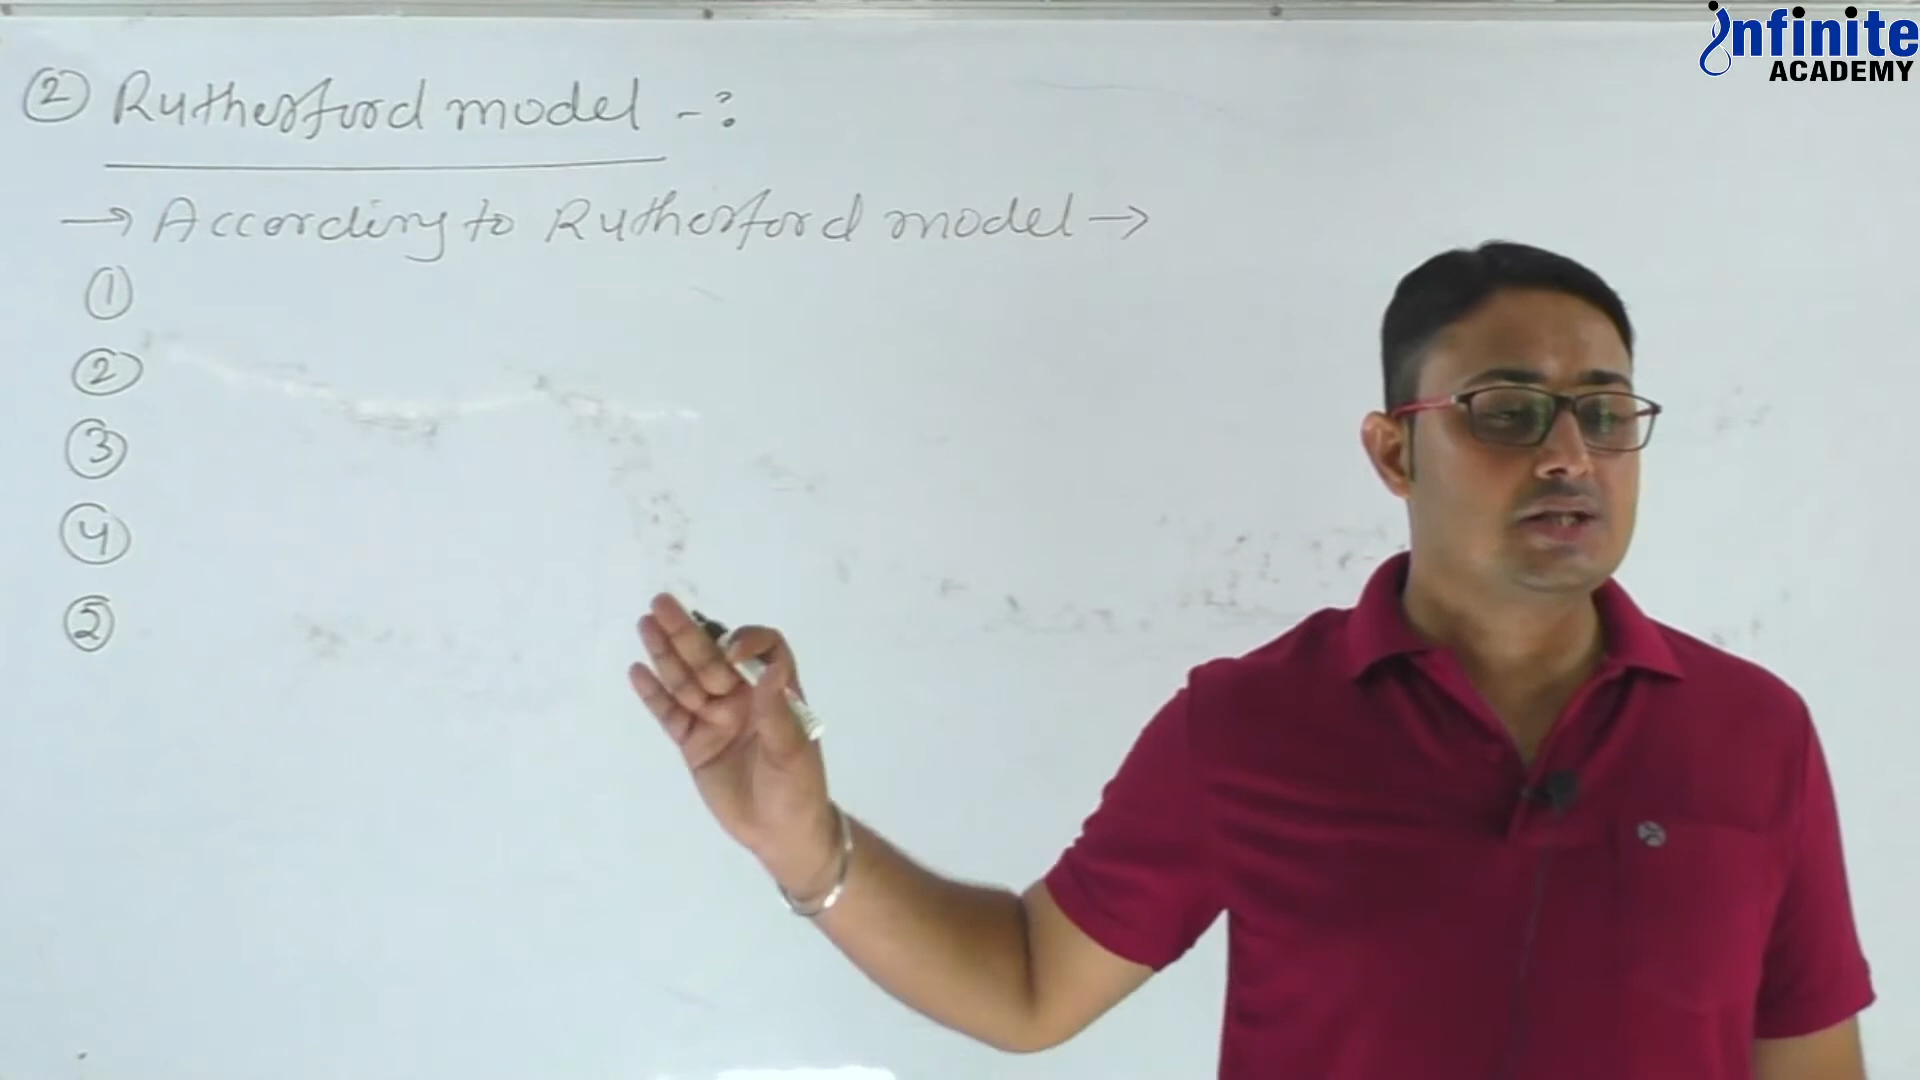 Infinite
ACADEMY
② Rutherford model -:
→ According to Rutherford model →
①
②
③
④
⑤